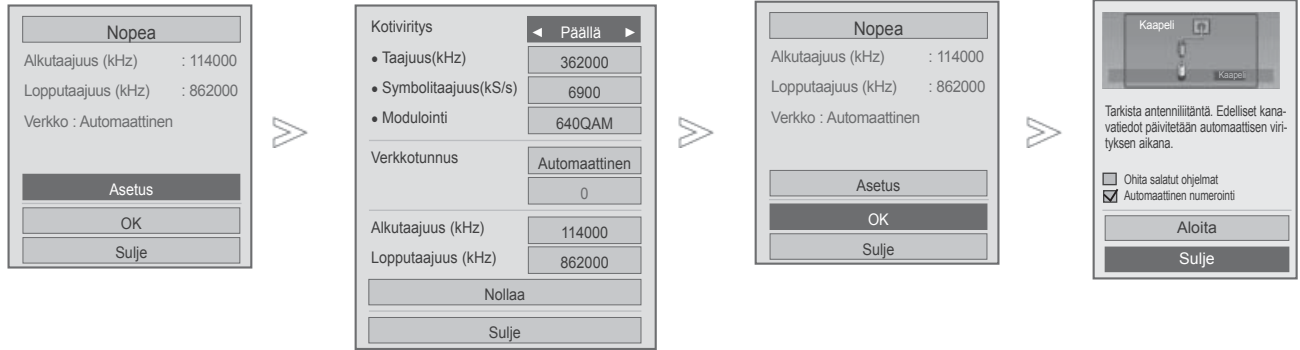 Nopea
Alkutaajuus (kHz) : 114000
Lopputaajuus (kHz) : 862000
Verkko : Automaattinen
Asetus
OK
Sulje
Kotiviritys ◄ Päällä ►
• Taajuus(kHz) 362000
• Symbolitaajuus(kS/s) 6900
• Modulointi 640QAM
Verkkotunnus Automaattinen
0
Alkutaajuus (kHz) 114000
Lopputaajuus (kHz) 862000
Nollaa
Sulje
Nopea
Alkutaajuus (kHz) : 114000
Lopputaajuus (kHz) : 862000
Verkko : Automaattinen
Asetus
OK
Sulje
Kaapeli
Kaapeli
Tarkista antenniliitäntä. Edelliset kana-
vatiedot päivitetään automaattisen viri-
tyksen aikana.
Ohita salatut ohjelmat
Automaattinen numerointi
Aloita
Sulje